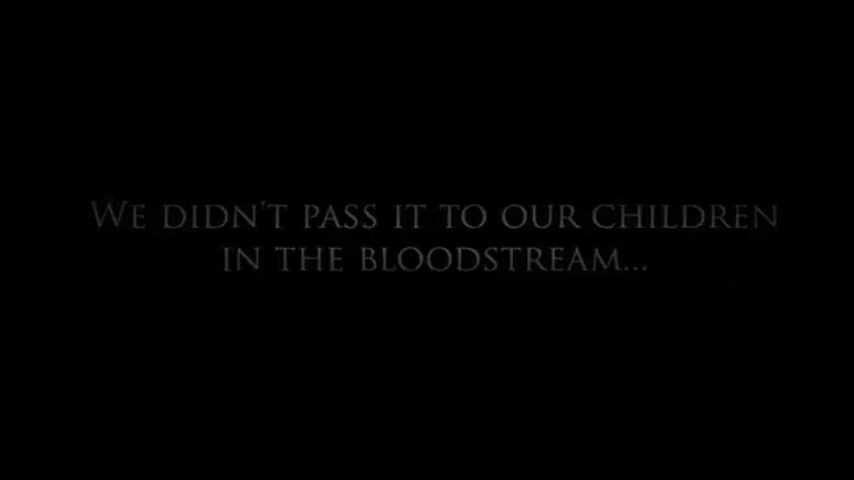 We didn't pass it to our children
in the bloodstream...